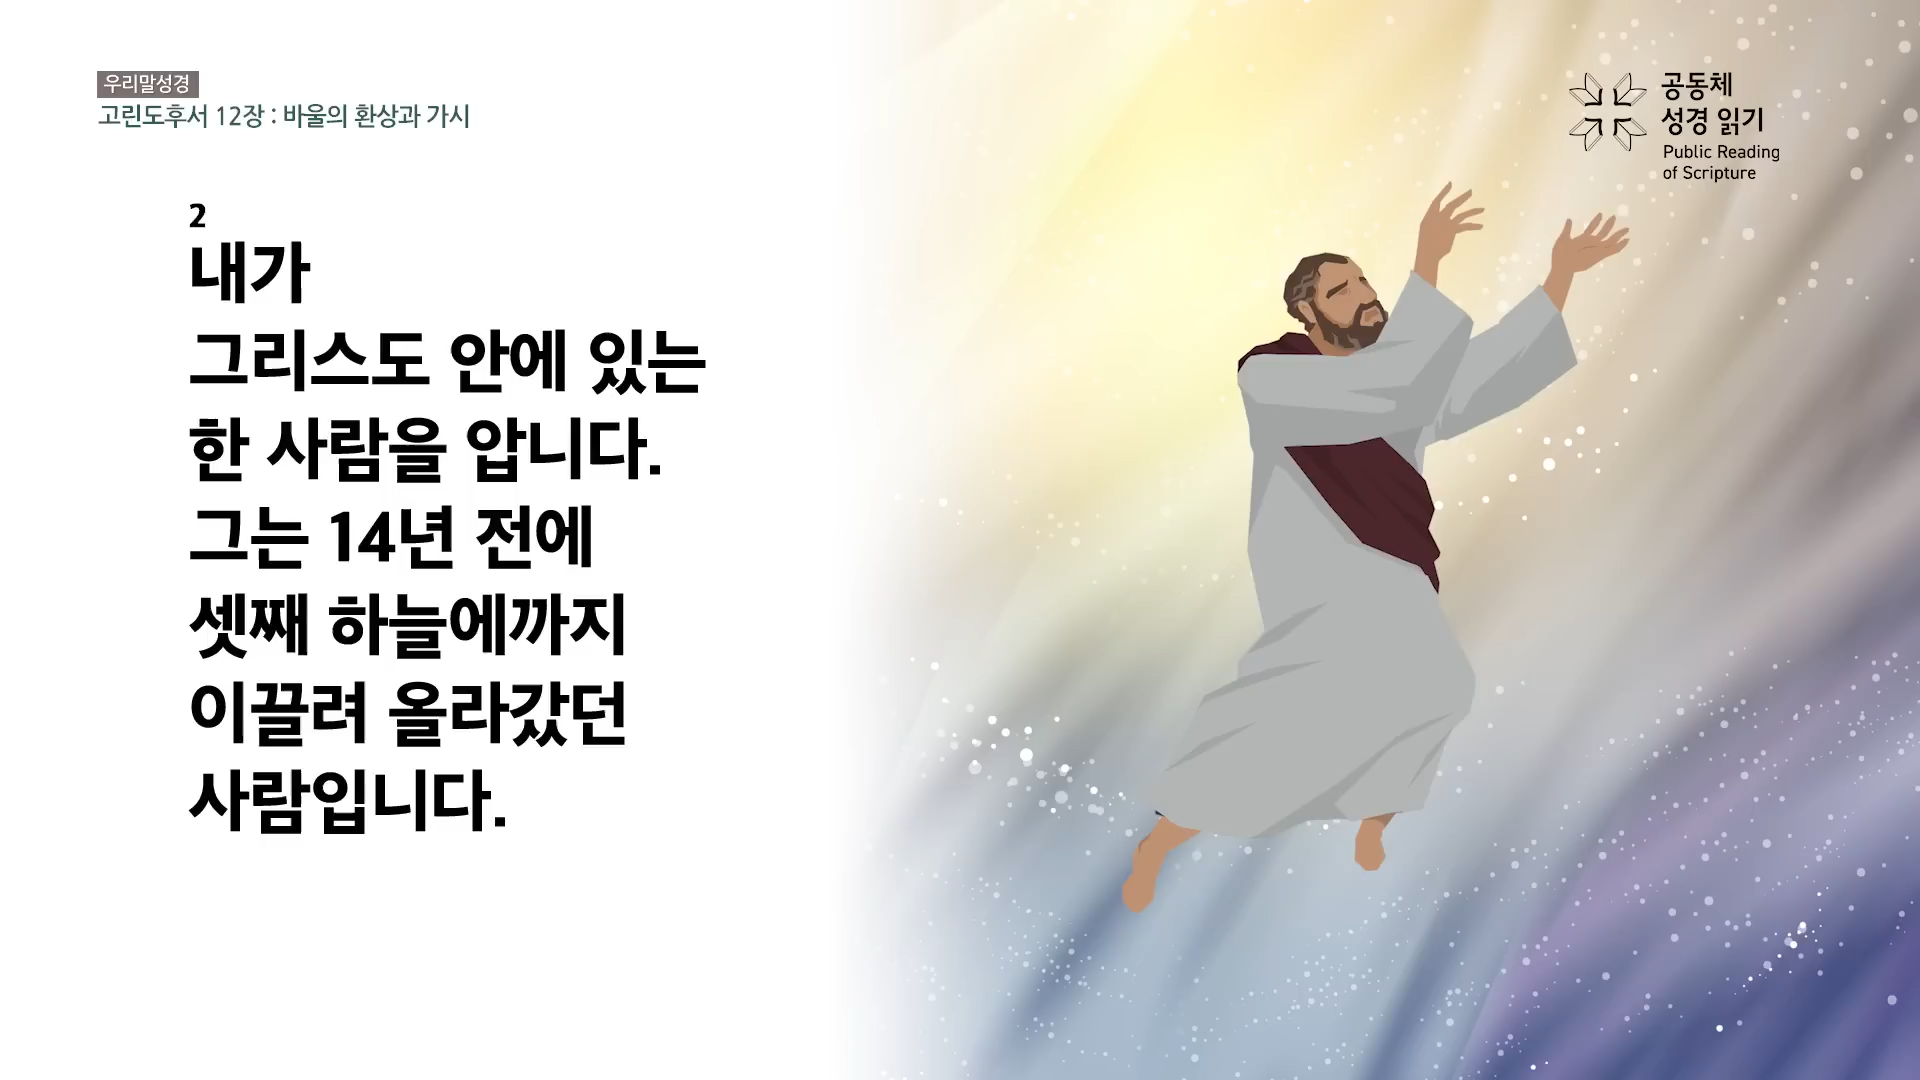 우리말성경
고린도후서 12장 : 바울의 환상과 가시
공동체
성경 읽기
Public Reading
of Scripture
2
내가
그리스도 안에 있는
한 사람을 압니다.
그는 14년 전에
셋째 하늘에까지
이끌려 올라갔던
사람입니다.